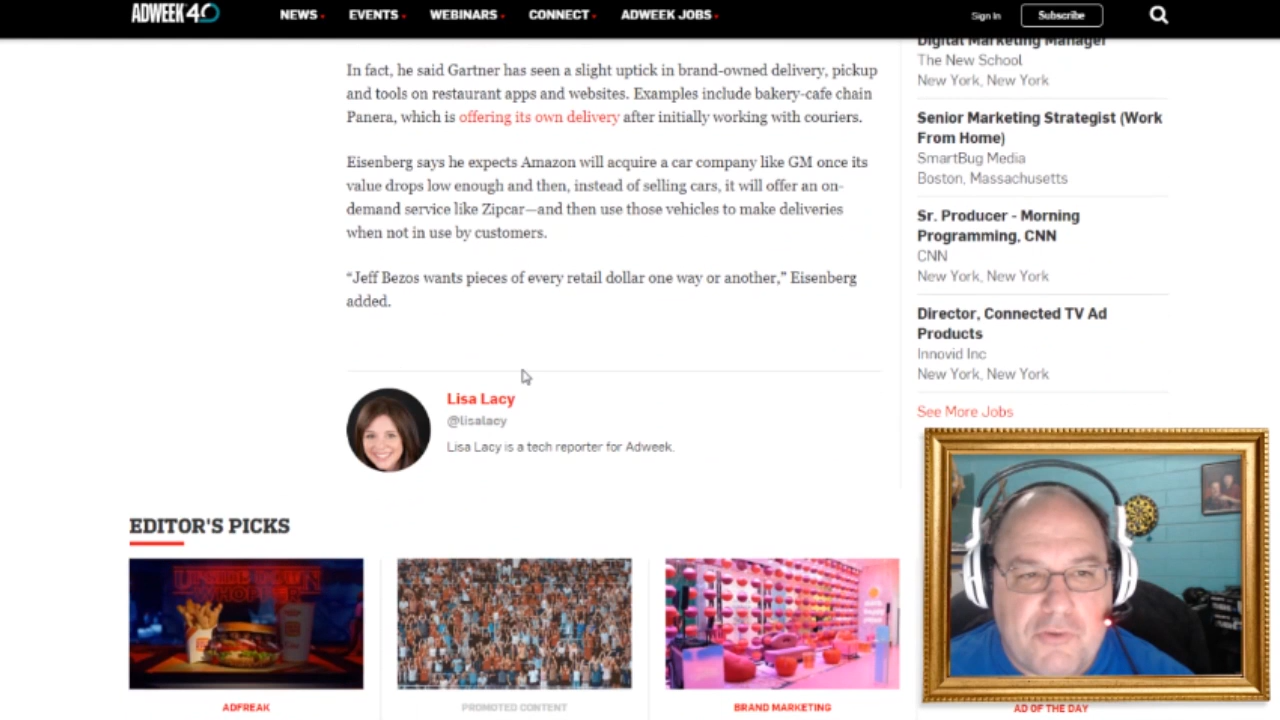 ADWEEK 4
NEWS
EVENTS
WEBINARS
CONNECT
ADWEEK JOBS
Sign In
Subscribe
In fact, he said Gartner has seen a slight uptick in brand-owned delivery, pickup
and tools on restaurant apps and websites. Examples include bakery-cafe chain
Panera, which is offering its own delivery after initially working with couriers.
Eisenberg says he expects Amazon will acquire a car company like GM once its
value drops low enough and then, instead of selling cars, it will offer an on-
demand service like Zipcar—and then use those vehicles to make deliveries
when not in use by customers.
“Jeff Bezos wants pieces of every retail dollar one way or another,” Eisenberg
added.
Lisa Lacy
@lisalacy
Lisa Lacy is a tech reporter for Adweek.
Digital Marketing Manager
The New School
New York, New York
Senior Marketing Strategist (Work
From Home)
SmartBug Media
Boston, Massachusetts
Sr. Producer - Morning
Programming, CNN
CNN
New York, New York
Director, Connected TV Ad
Products
Innovid Inc
New York, New York
See More Jobs
EDITOR'S PICKS
ADFREAK
PROMOTED CONTENT
BRAND MARKETING
AD OF THE DAY